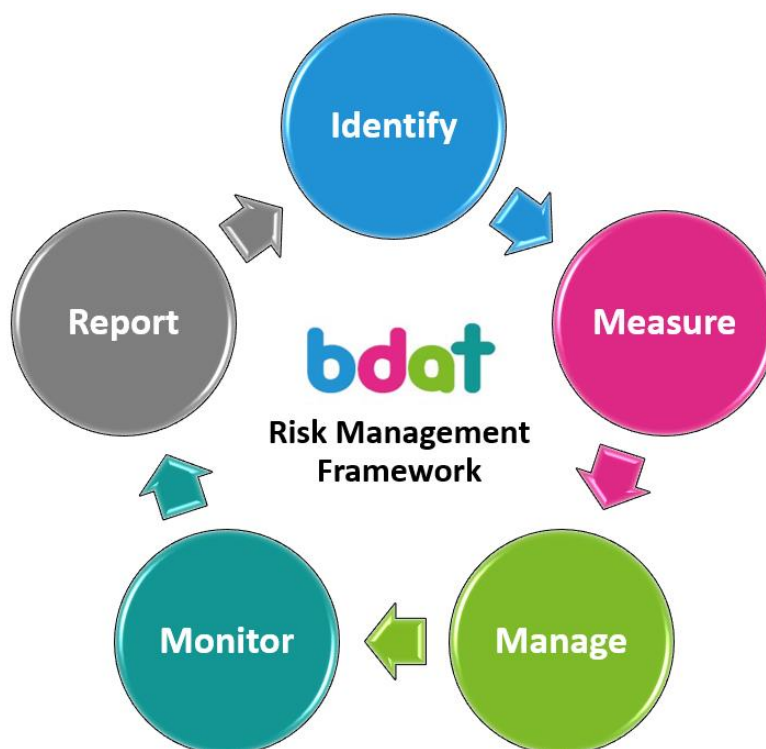 Identify
Measure
Manage
Monitor
Report
bdat
Risk Management
Framework